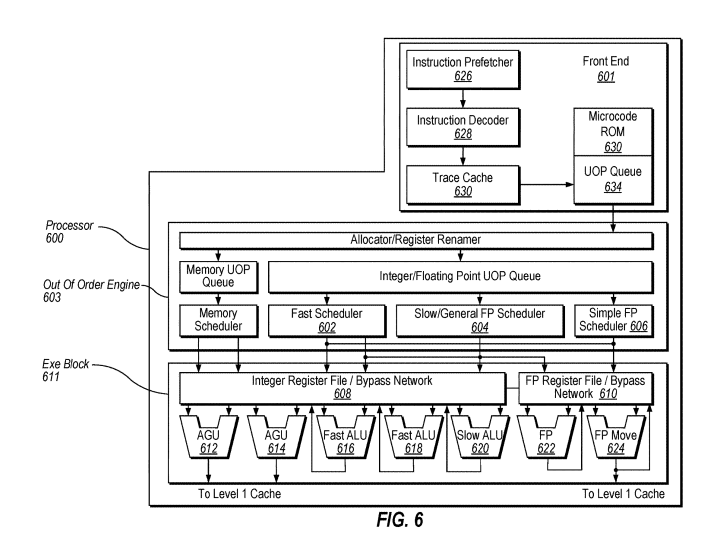 Instruction Prefetcher
626
Front End
601
Instruction Decoder
628
Microcode
ROM
630
Trace Cache
630
UOP Queue
634
Processor
600
Allocator/Register Renamer
Memory UOP
Queue
Integer/Floating Point UOP Queue
Out Of Order Engine
603
Memory
Scheduler
Fast Scheduler
602
Slow/General FP Scheduler
604
Simple FP
Scheduler 606
Exe Block
611
Integer Register File / Bypass Network
608
FP Register File / Bypass
Network 610
AGU
612
AGU
614
Fast ALU
616
Fast ALU
618
Slow ALU
620
FP
622
FP Move
624
To Level 1 Cache
To Level 1 Cache
FIG. 6